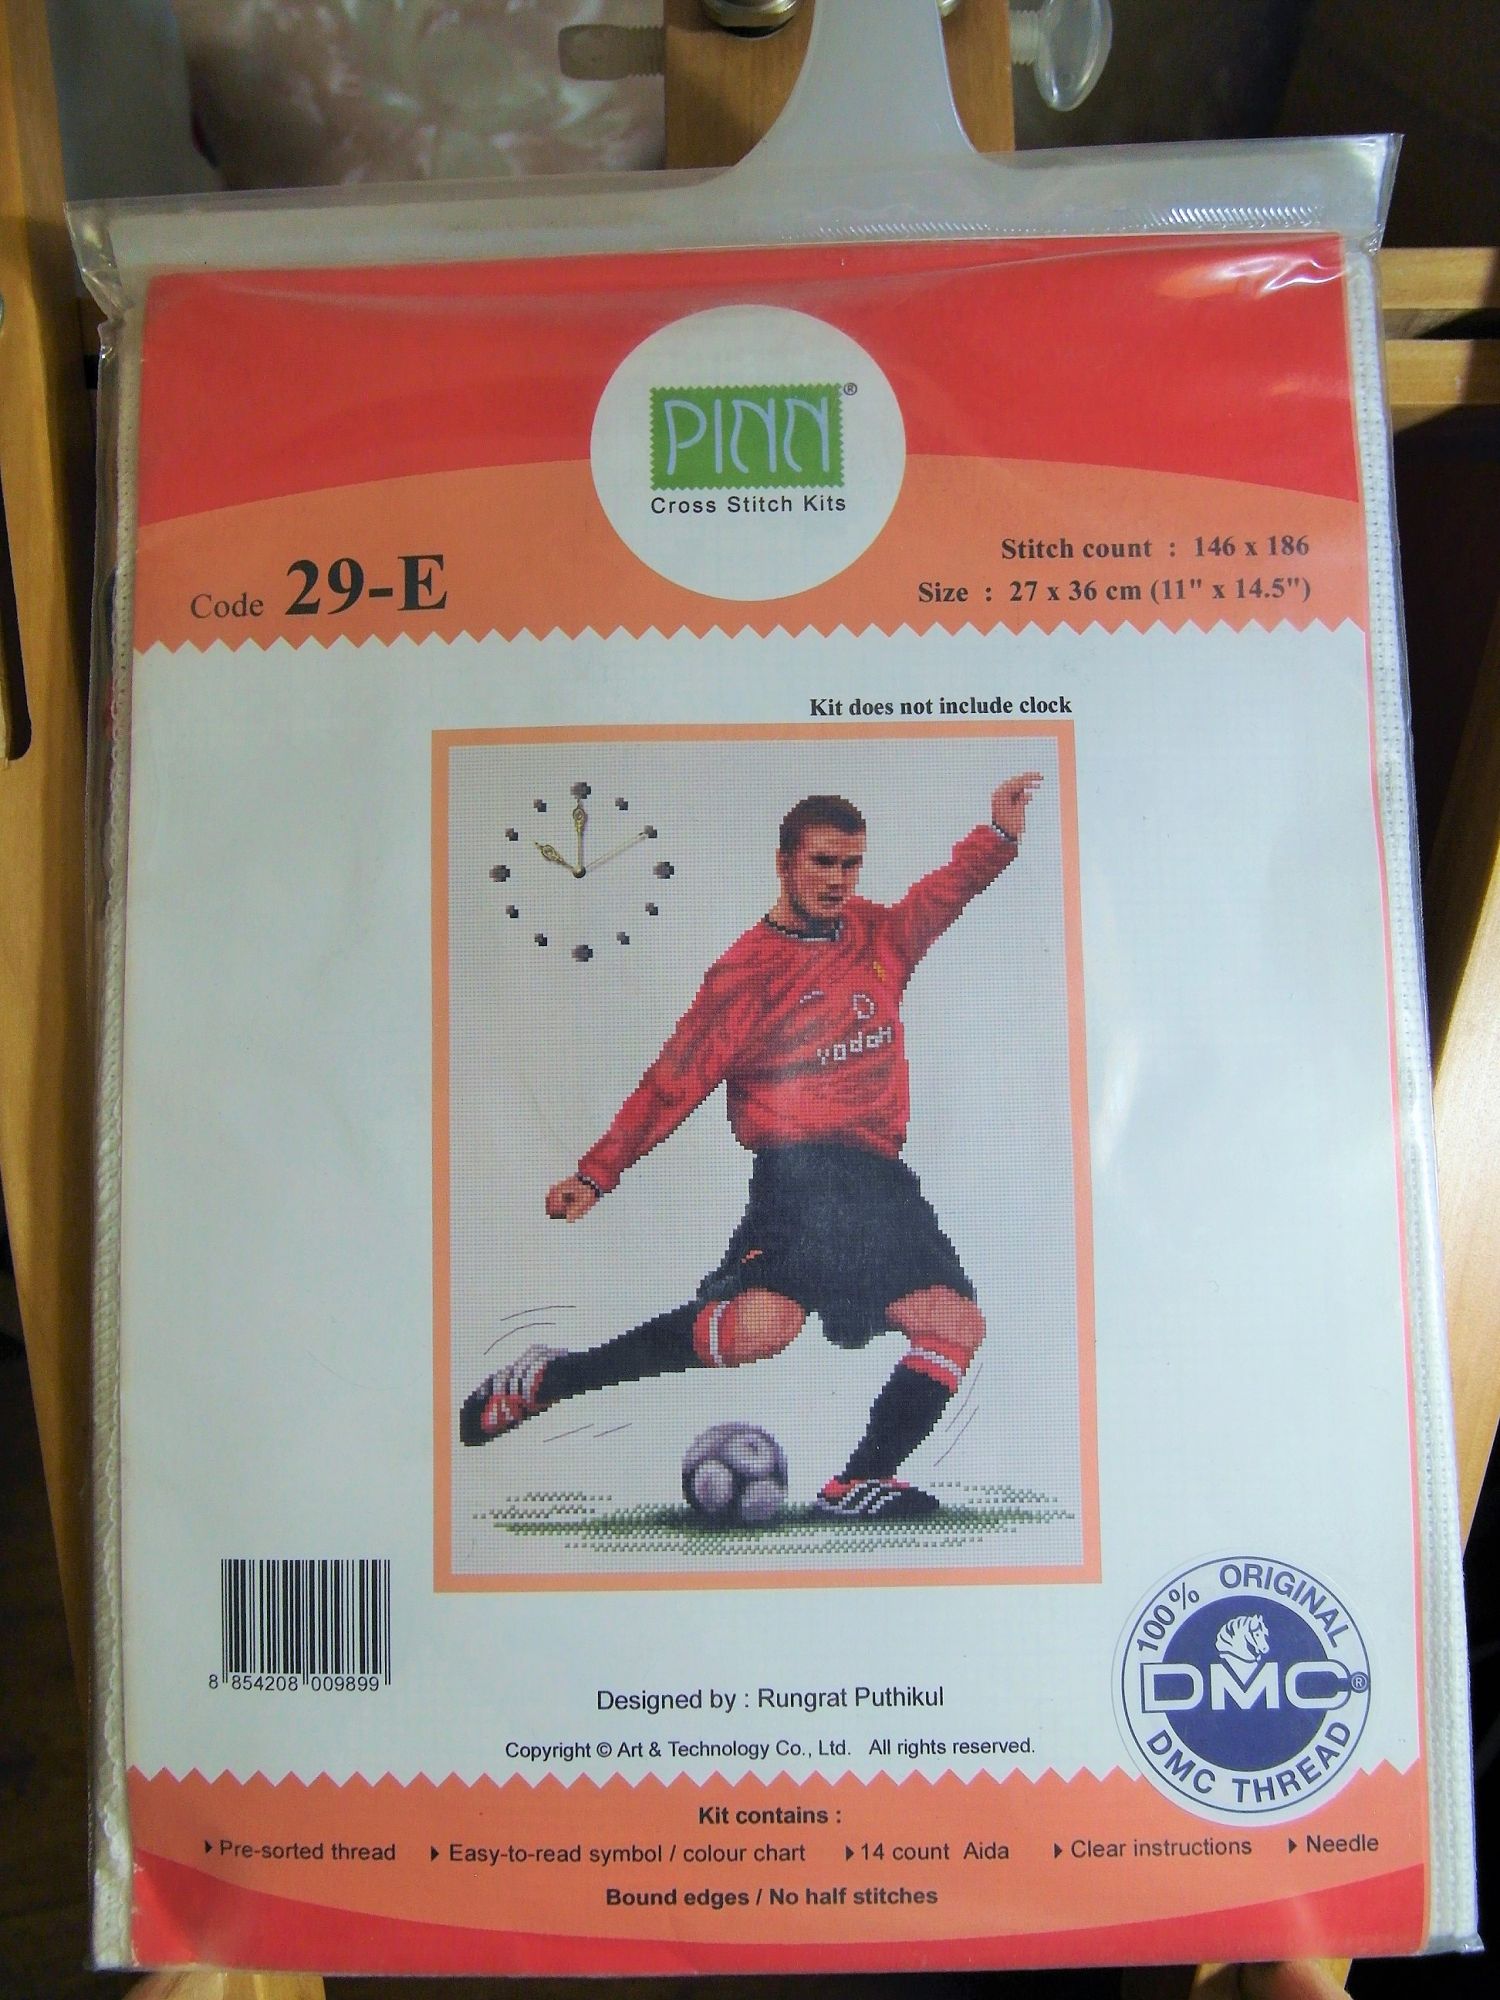 PINN®
Cross Stitch Kits
Code 29-E
Stitch count : 146 x 186
Size : 27 x 36 cm (11" x 14.5")
Kit does not include clock
yodoH
8 854208 009899
Designed by : Rungrat Puthikul
Copyright © Art & Technology Co., Ltd. All rights reserved.
100% ORIGINAL
DMC®
DMC THREAD
Kit contains :
Pre-sorted thread Easy-to-read symbol / colour chart 14 count Aida Clear instructions Needle
Bound edges / No half stitches